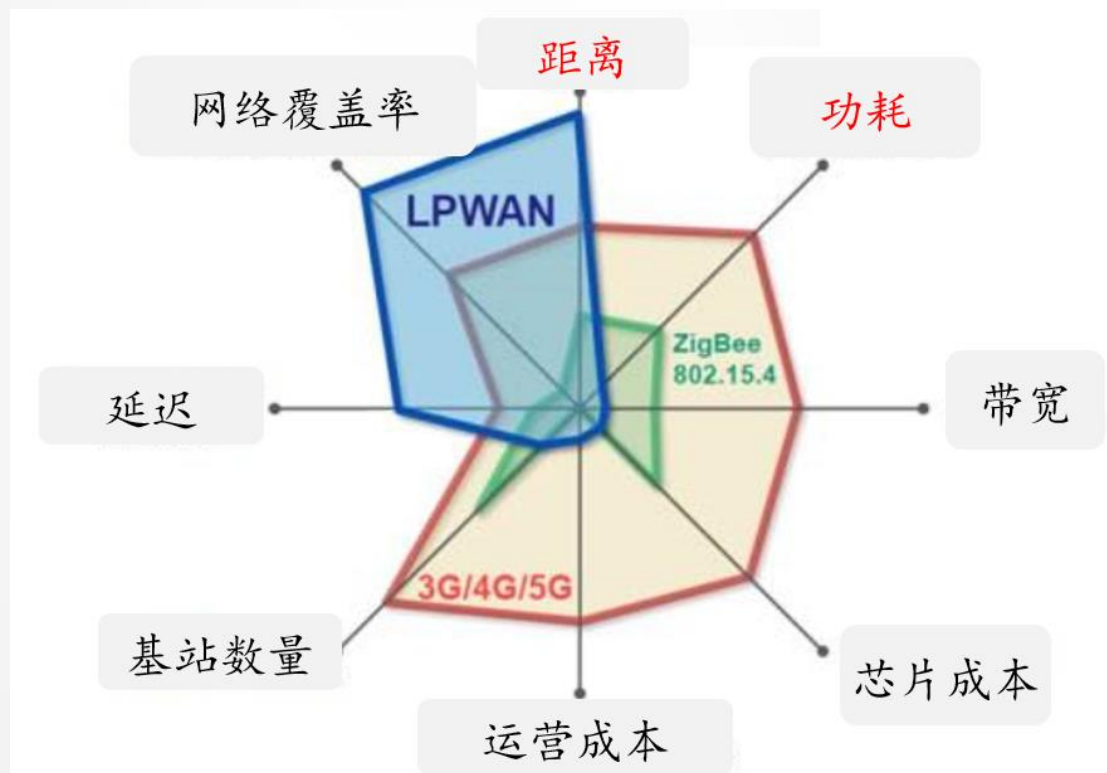 距离
网络覆盖率
功耗
LPWAN
ZigBee
802.15.4
延迟
带宽
3G/4G/5G
基站数量
芯片成本
运营成本